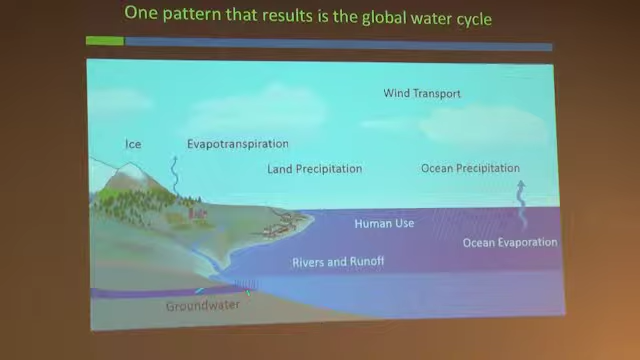 One pattern that results is the global water cycle
Wind Transport
Ice
Evapotranspiration
Land Precipitation
Ocean Precipitation
Human Use
Ocean Evaporation
Rivers and Runoff
Groundwater